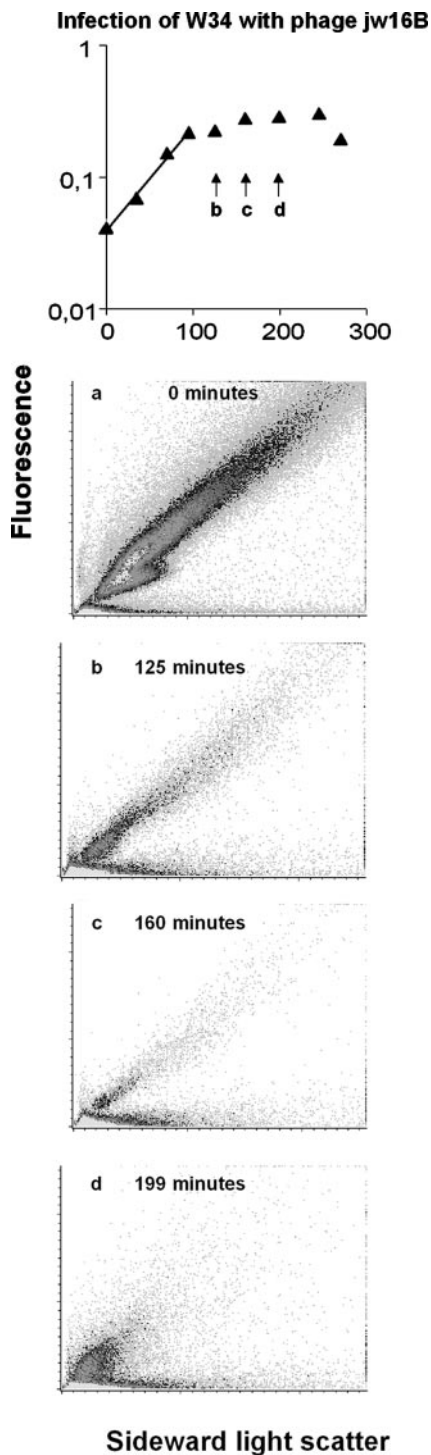 Infection of W34 with phage jw16B
1
0,1
b c d
0,01
0 100 200 300
Fluorescence
a 0 minutes
b 125 minutes
c 160 minutes
d 199 minutes
Sideward light scatter